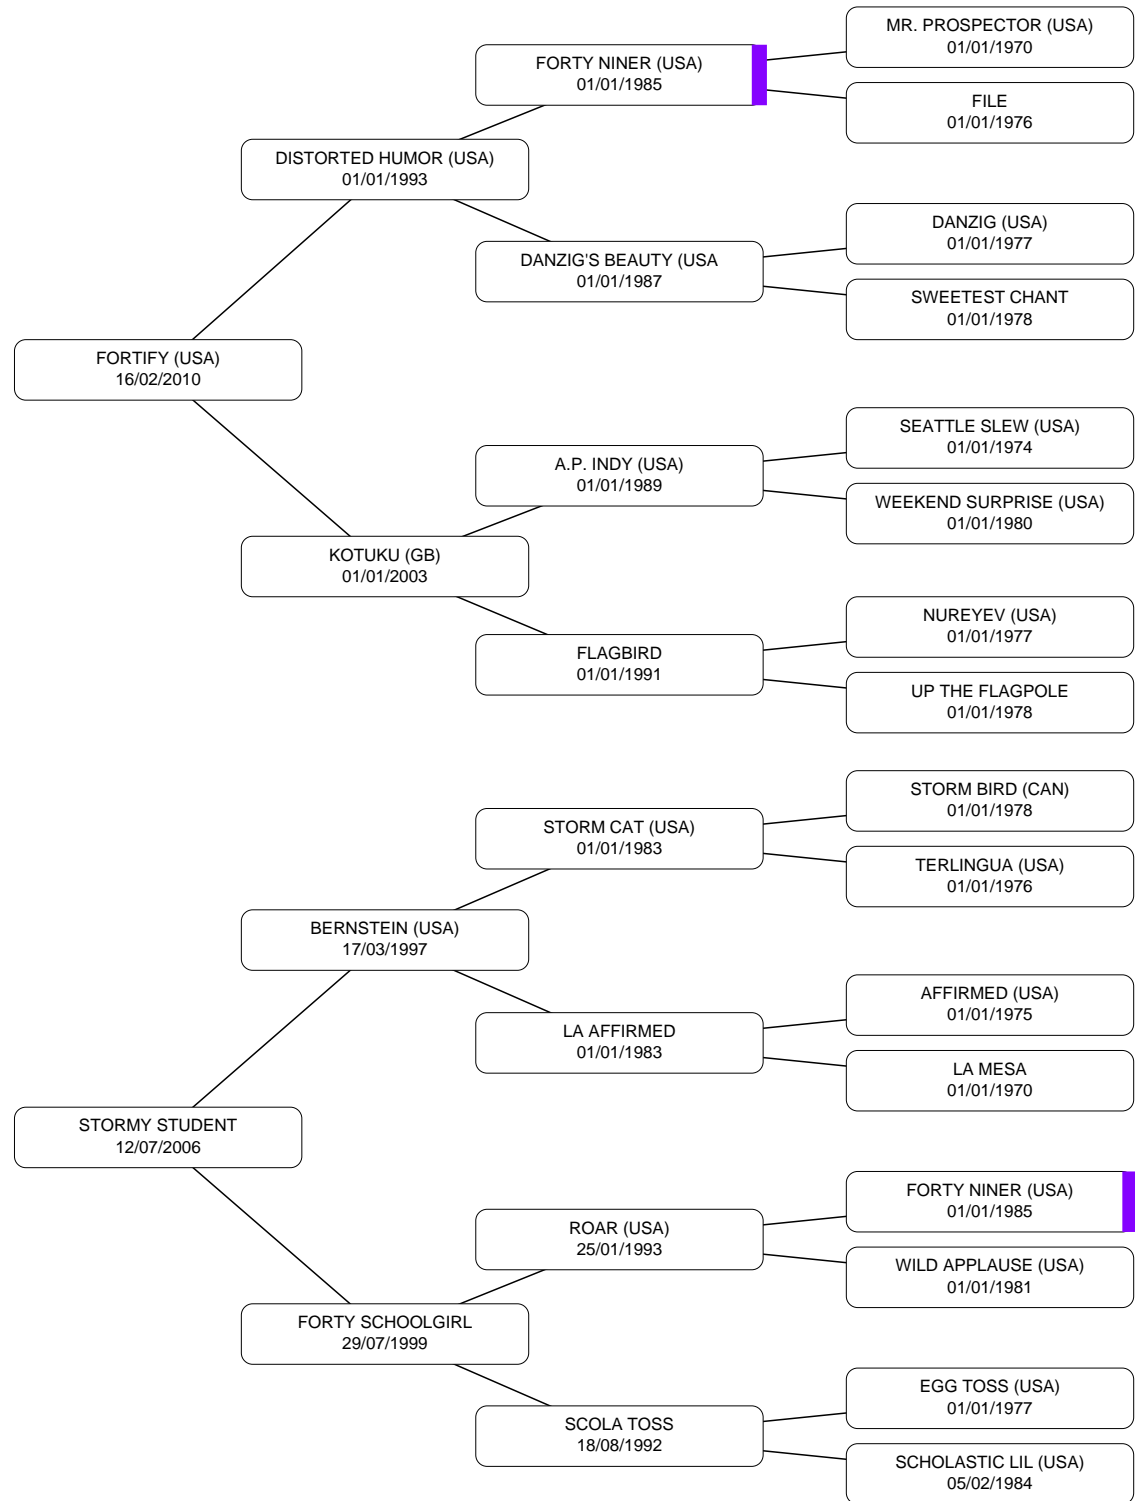 MR. PROSPECTOR (USA)
01/01/1970
FORTY NINER (USA)
01/01/1985
FILE
01/01/1976
DISTORTED HUMOR (USA)
01/01/1993
DANZIG (USA)
01/01/1977
DANZIG'S BEAUTY (USA
01/01/1987
SWEETEST CHANT
01/01/1978
FORTIFY (USA)
16/02/2010
SEATTLE SLEW (USA)
01/01/1974
A.P. INDY (USA)
01/01/1989
WEEKEND SURPRISE (USA)
01/01/1980
KOTUKU (GB)
01/01/2003
NUREYEV (USA)
01/01/1977
FLAGBIRD
01/01/1991
UP THE FLAGPOLE
01/01/1978
STORM BIRD (CAN)
01/01/1978
STORM CAT (USA)
01/01/1983
TERLINGUA (USA)
01/01/1976
BERNSTEIN (USA)
17/03/1997
AFFIRMED (USA)
01/01/1975
LA AFFIRMED
01/01/1983
LA MESA
01/01/1970
STORMY STUDENT
12/07/2006
FORTY NINER (USA)
01/01/1985
ROAR (USA)
25/01/1993
WILD APPLAUSE (USA)
01/01/1981
FORTY SCHOOLGIRL
29/07/1999
EGG TOSS (USA)
01/01/1977
SCOLA TOSS
18/08/1992
SCHOLASTIC LIL (USA)
05/02/1984